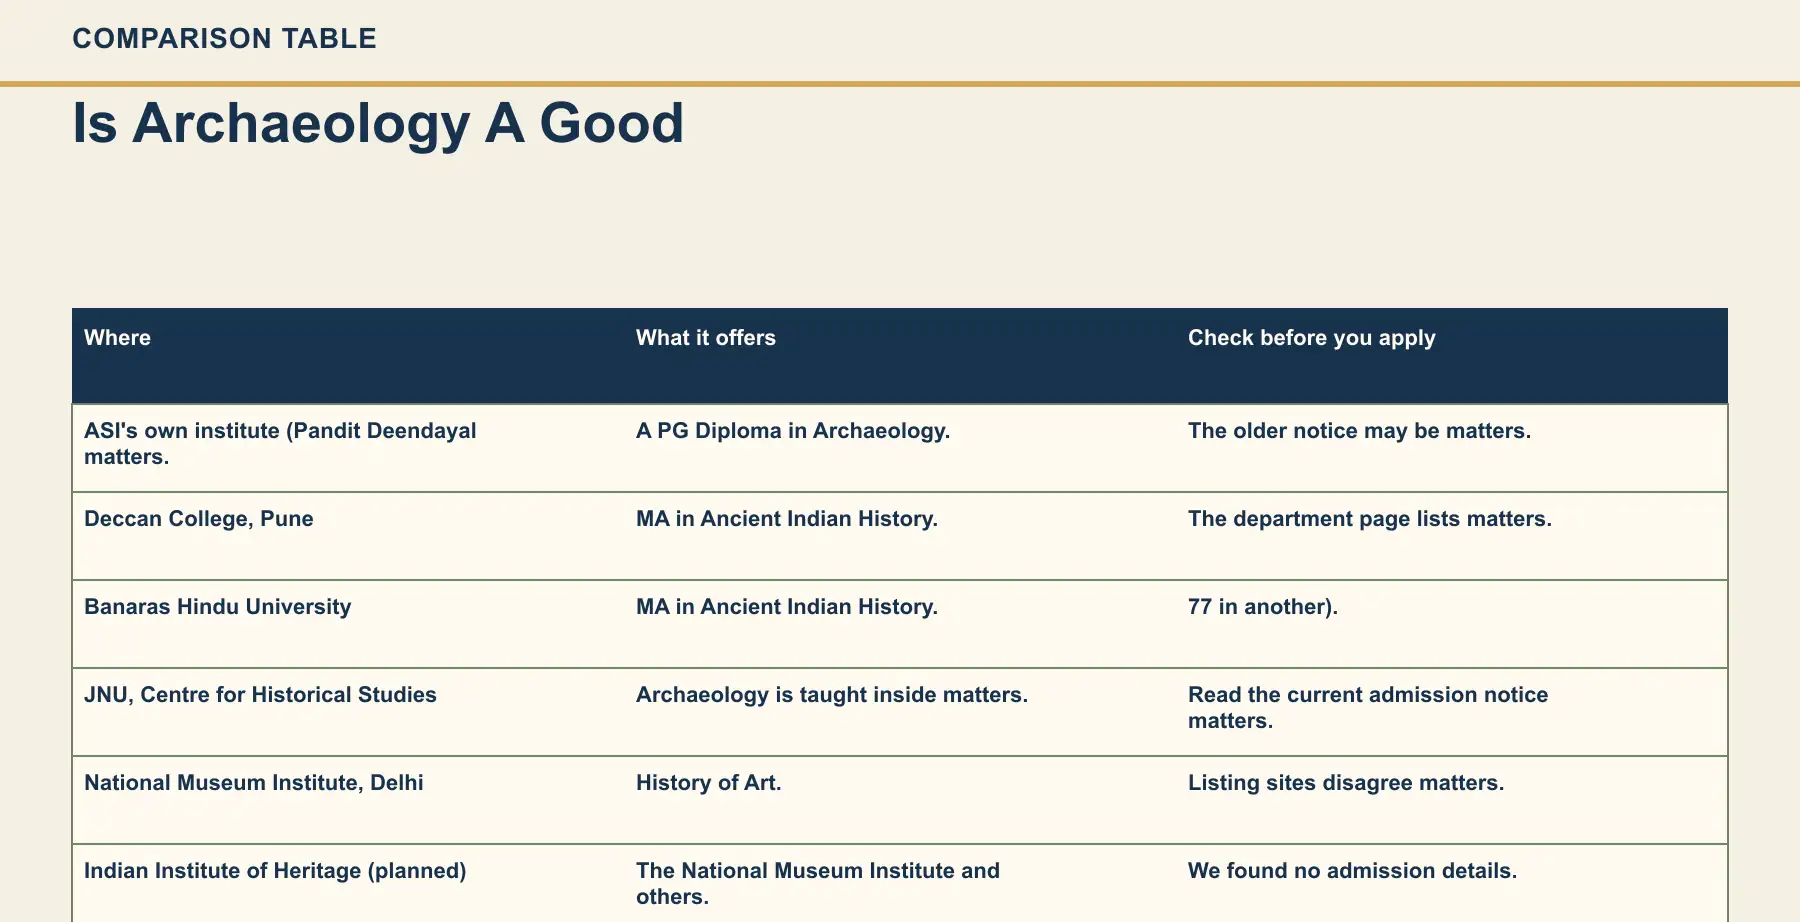 COMPARISON TABLE
Is Archaeology A Good
Where
What it offers
Check before you apply
ASI's own institute (Pandit Deendayal
matters.
A PG Diploma in Archaeology.
The older notice may be matters.
Deccan College, Pune
MA in Ancient Indian History.
The department page lists matters.
Banaras Hindu University
MA in Ancient Indian History.
77 in another).
JNU, Centre for Historical Studies
Archaeology is taught inside matters.
Read the current admission notice
matters.
National Museum Institute, Delhi
History of Art.
Listing sites disagree matters.
Indian Institute of Heritage (planned)
The National Museum Institute and
others.
We found no admission details.